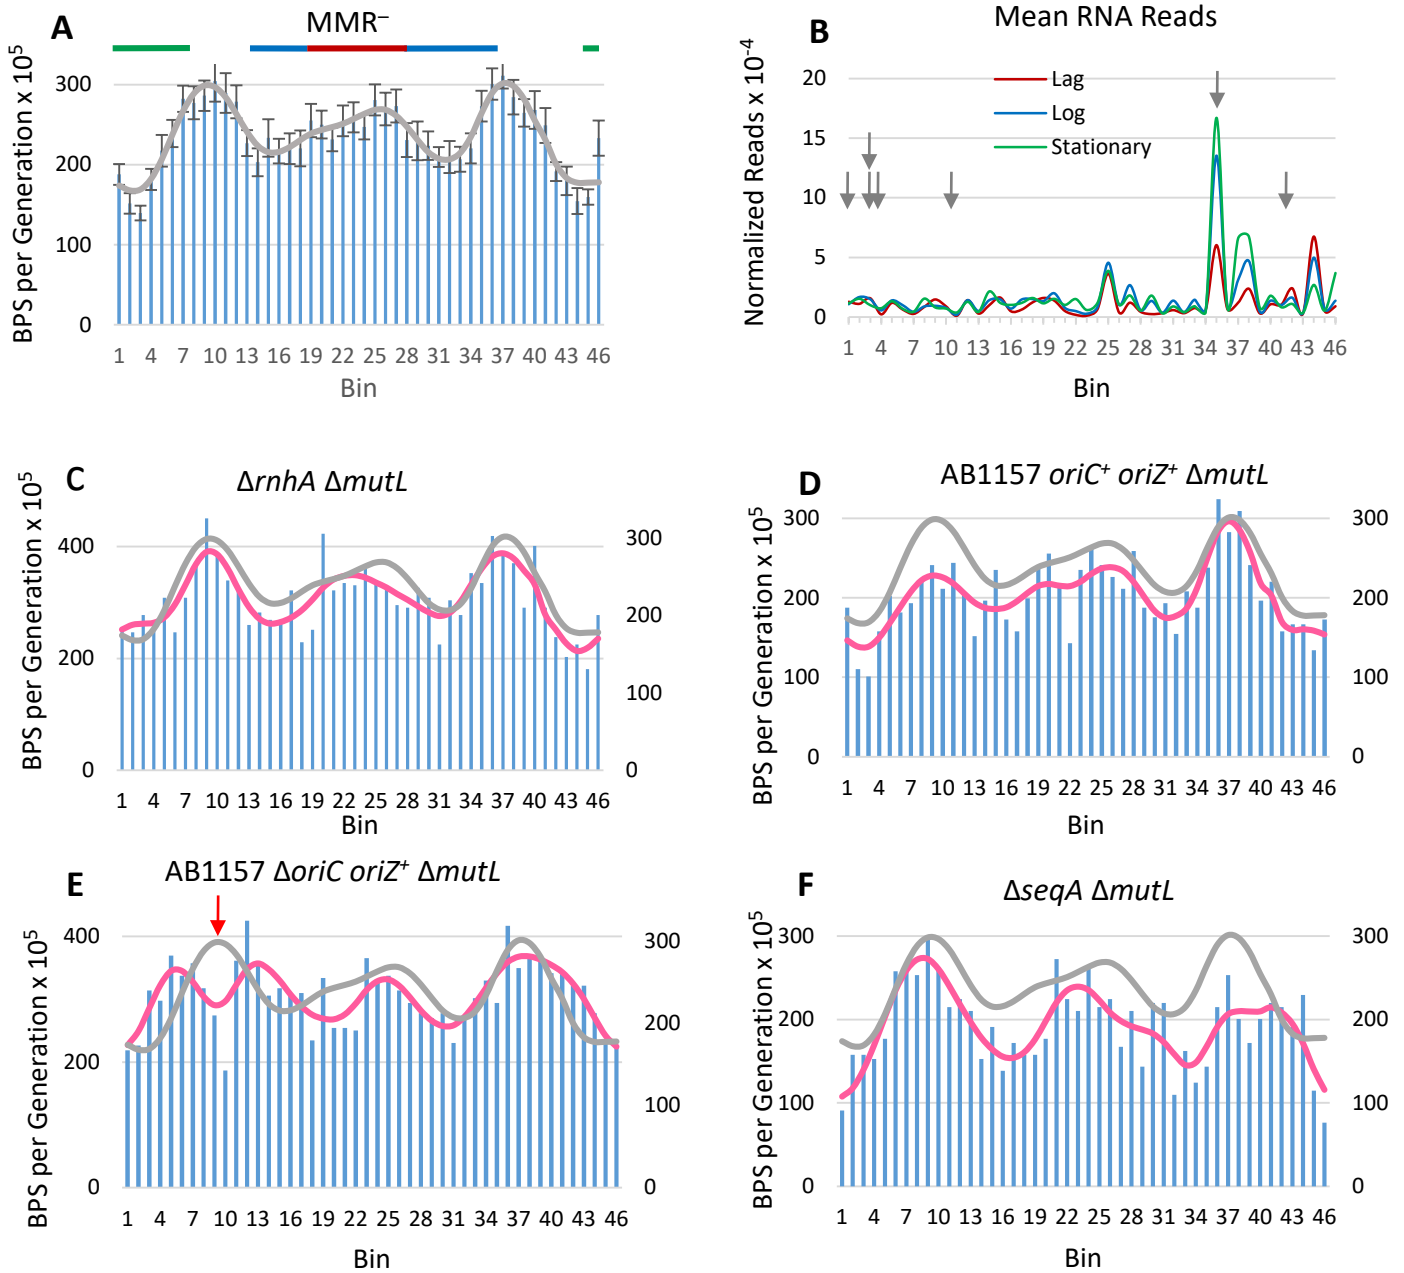 A
MMR–
BPS per Generation x 10⁵
300
200
100
0
1 4 7 10 13 16 19 22 25 28 31 34 37 40 43 46
Bin
B
Mean RNA Reads
Normalized Reads x 10⁻⁴
20
15
10
5
0
Lag
Log
Stationary
1 4 7 10 13 16 19 22 25 28 31 34 37 40 43 46
Bin
C
ΔrnhA ΔmutL
BPS per Generation x 10⁵
400
200
0
300
200
100
0
1 4 7 10 13 16 19 22 25 28 31 34 37 40 43 46
Bin
D
AB1157 oriC⁺ oriZ⁺ ΔmutL
BPS per Generation x 10⁵
300
200
100
0
300
200
100
0
1 4 7 10 13 16 19 22 25 28 31 34 37 40 43 46
Bin
E
AB1157 ΔoriC oriZ⁺ ΔmutL
BPS per Generation x 10⁵
400
200
0
300
200
100
0
1 4 7 10 13 16 19 22 25 28 31 34 37 40 43 46
Bin
F
ΔseqA ΔmutL
BPS per Generation x 10⁵
300
200
100
0
300
200
100
0
1 4 7 10 13 16 19 22 25 28 31 34 37 40 43 46
Bin